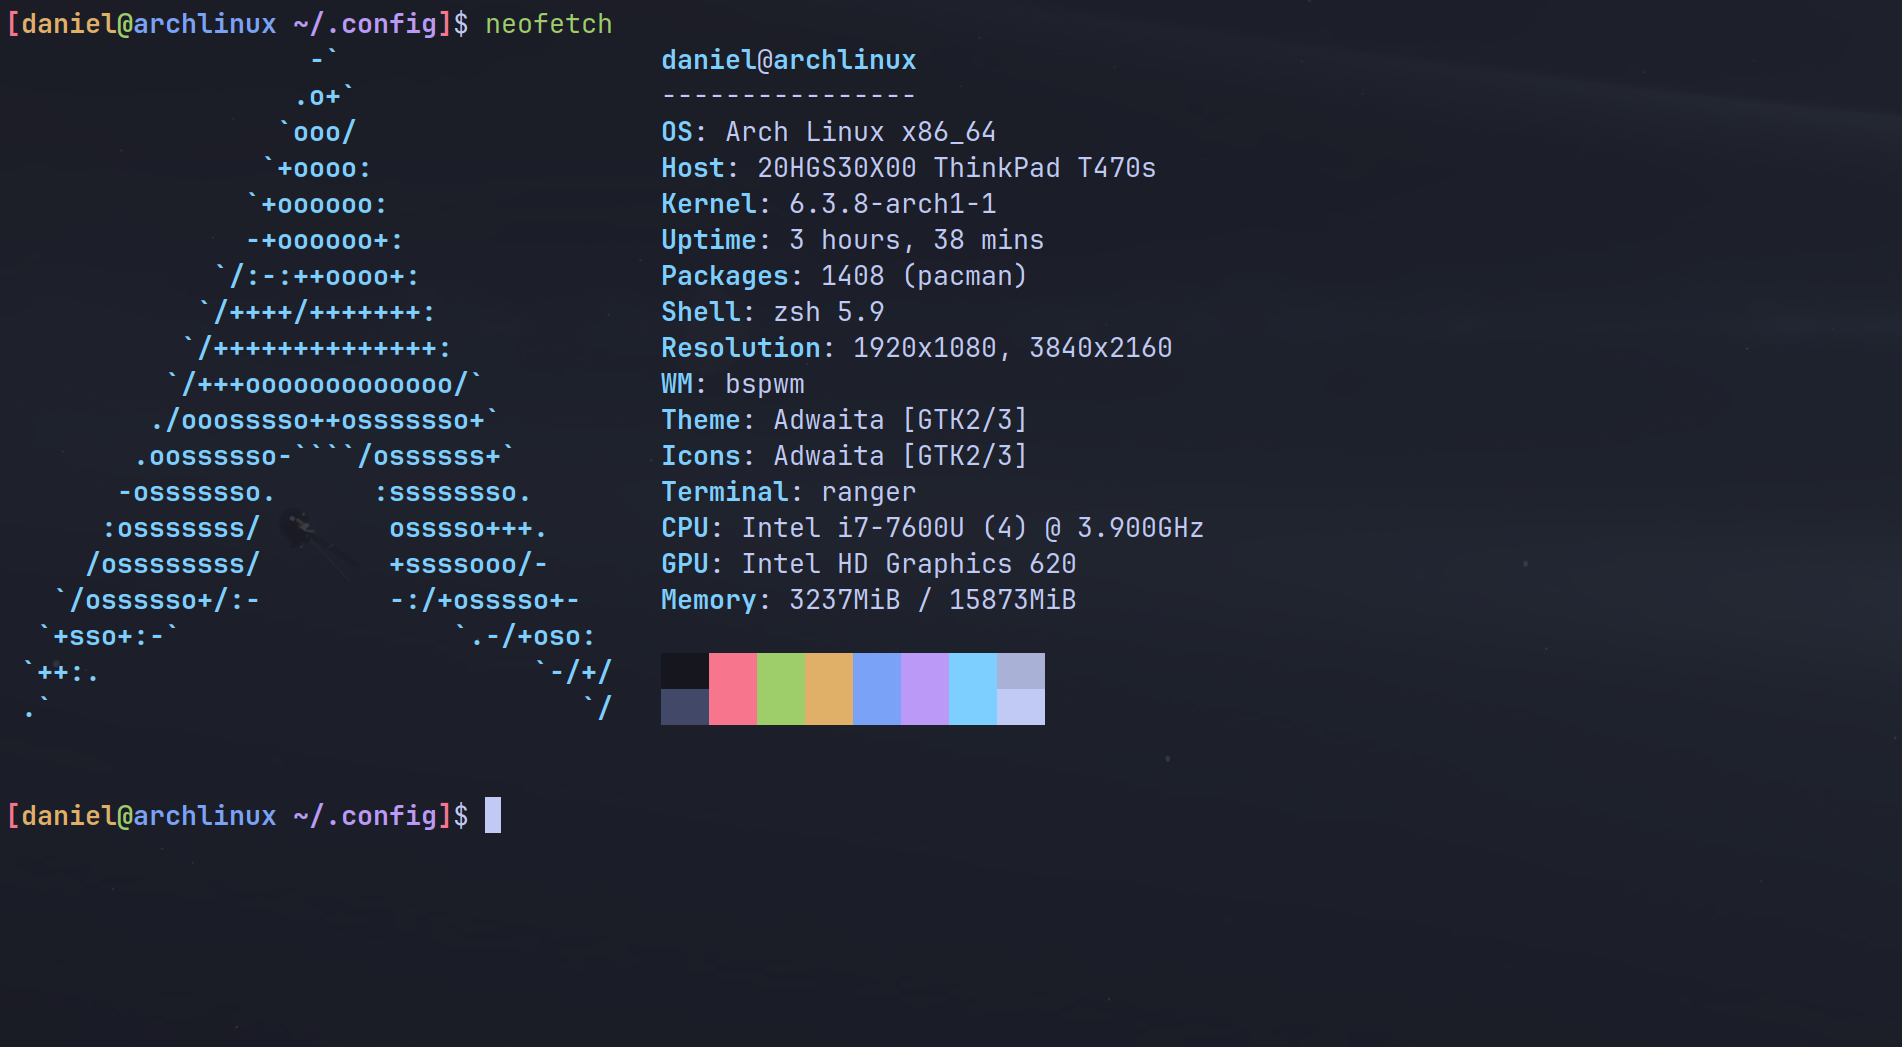 [daniel@archlinux ~/.config]$ neofetch
                   -`                    daniel@archlinux
                  .o+`                   ----------------
                 `ooo/                   OS: Arch Linux x86_64
                `+oooo:                  Host: 20HGS30X00 ThinkPad T470s
               `+oooooo:                 Kernel: 6.3.8-arch1-1
               -+oooooo+:                Uptime: 3 hours, 38 mins
             `/:-:++oooo+:               Packages: 1408 (pacman)
            `/++++/+++++++:              Shell: zsh 5.9
           `/++++++++++++++:             Resolution: 1920x1080, 3840x2160
          `/+++ooooooooooooo/`           WM: bspwm
         ./ooosssso++osssssso+`          Theme: Adwaita [GTK2/3]
        .oossssso-````/ossssss+`         Icons: Adwaita [GTK2/3]
       -osssssso.      :ssssssso.        Terminal: ranger
      :osssssss/        osssso+++.       CPU: Intel i7-7600U (4) @ 3.900GHz
     /ossssssss/        +ssssooo/-       GPU: Intel HD Graphics 620
   `/ossssso+/:-        -:/+osssso+-     Memory: 3237MiB / 15873MiB
  `+sso+:-`                 `.-/+oso:
 `++:.                           `-/+/
 .`                                 `/
[daniel@archlinux ~/.config]$